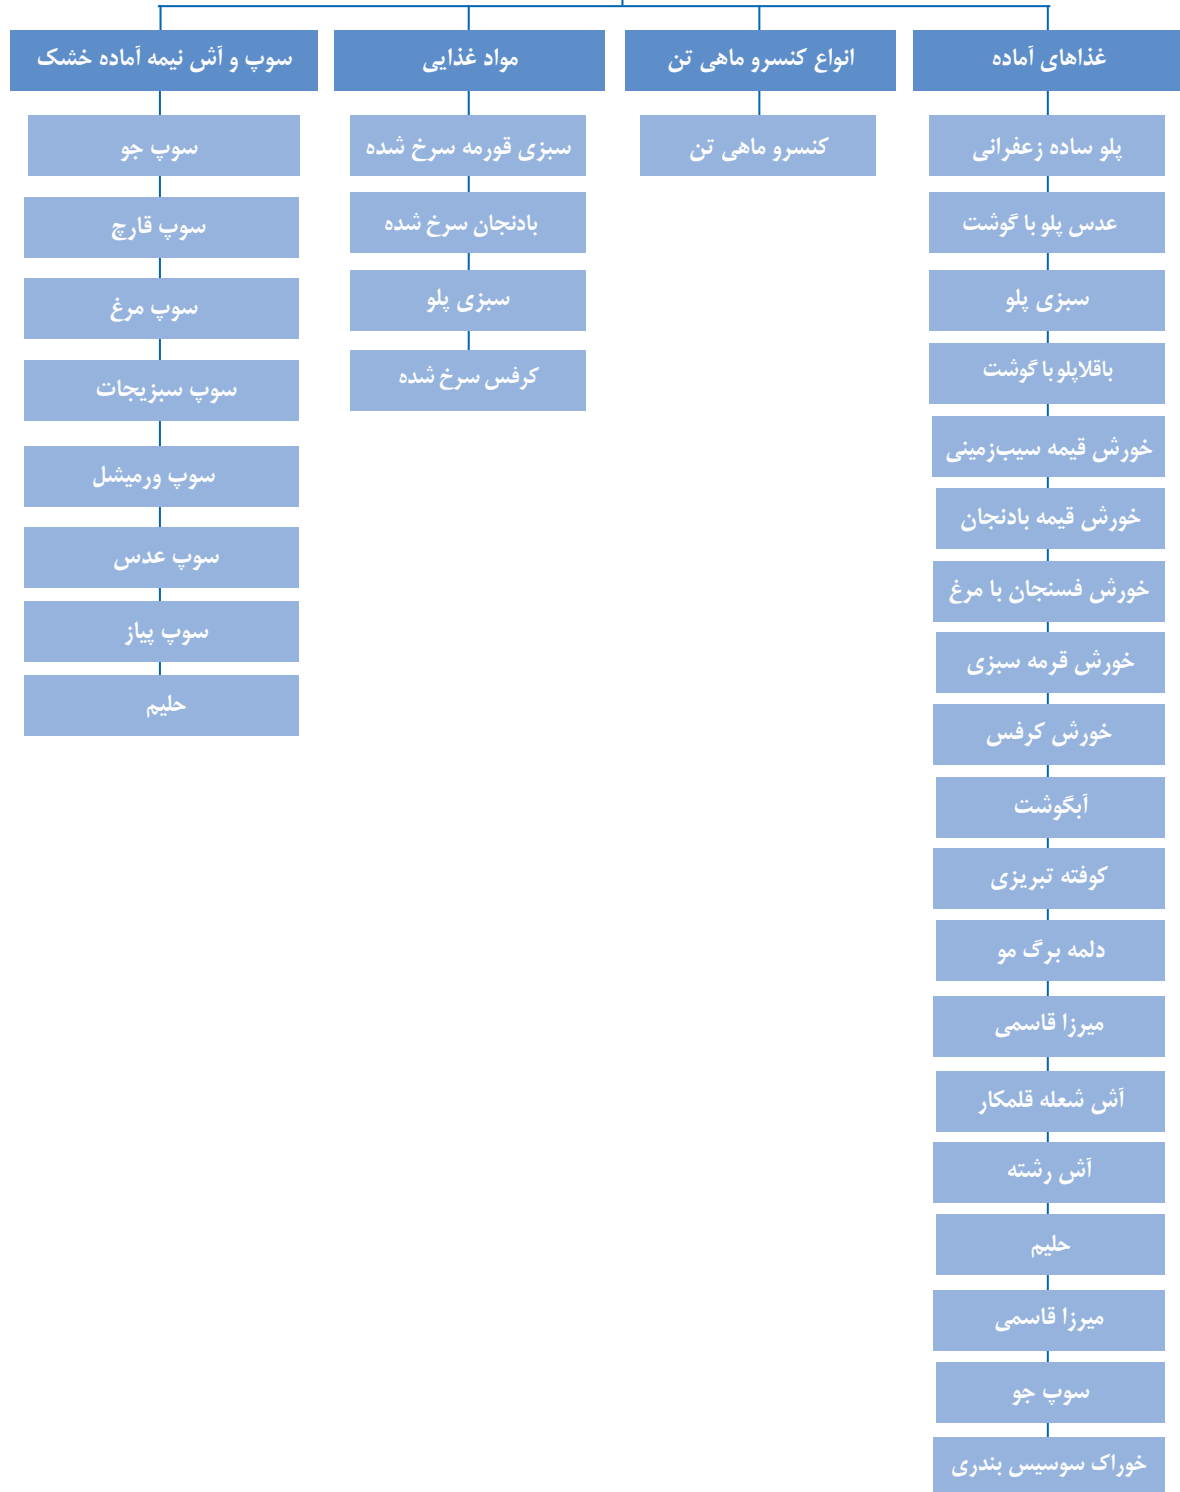 غذاهای آماده
پلو ساده زعفرانی
عدس پلو با گوشت
سبزی پلو
باقلاپلو با گوشت
خورش قیمه سیب‌زمینی
خورش قیمه بادنجان
خورش فسنجان با مرغ
خورش قرمه سبزی
خورش کرفس
آبگوشت
کوفته تبریزی
دلمه برگ مو
میرزا قاسمی
آش شعله قلمکار
آش رشته
حلیم
میرزا قاسمی
سوپ جو
خوراک سوسیس بندری
انواع کنسرو ماهی تن
کنسرو ماهی تن
مواد غذایی
سبزی قورمه سرخ شده
بادنجان سرخ شده
سبزی پلو
کرفس سرخ شده
سوپ و آش نیمه آماده خشک
سوپ جو
سوپ قارچ
سوپ مرغ
سوپ سبزیجات
سوپ ورمیشل
سوپ عدس
سوپ پیاز
حلیم